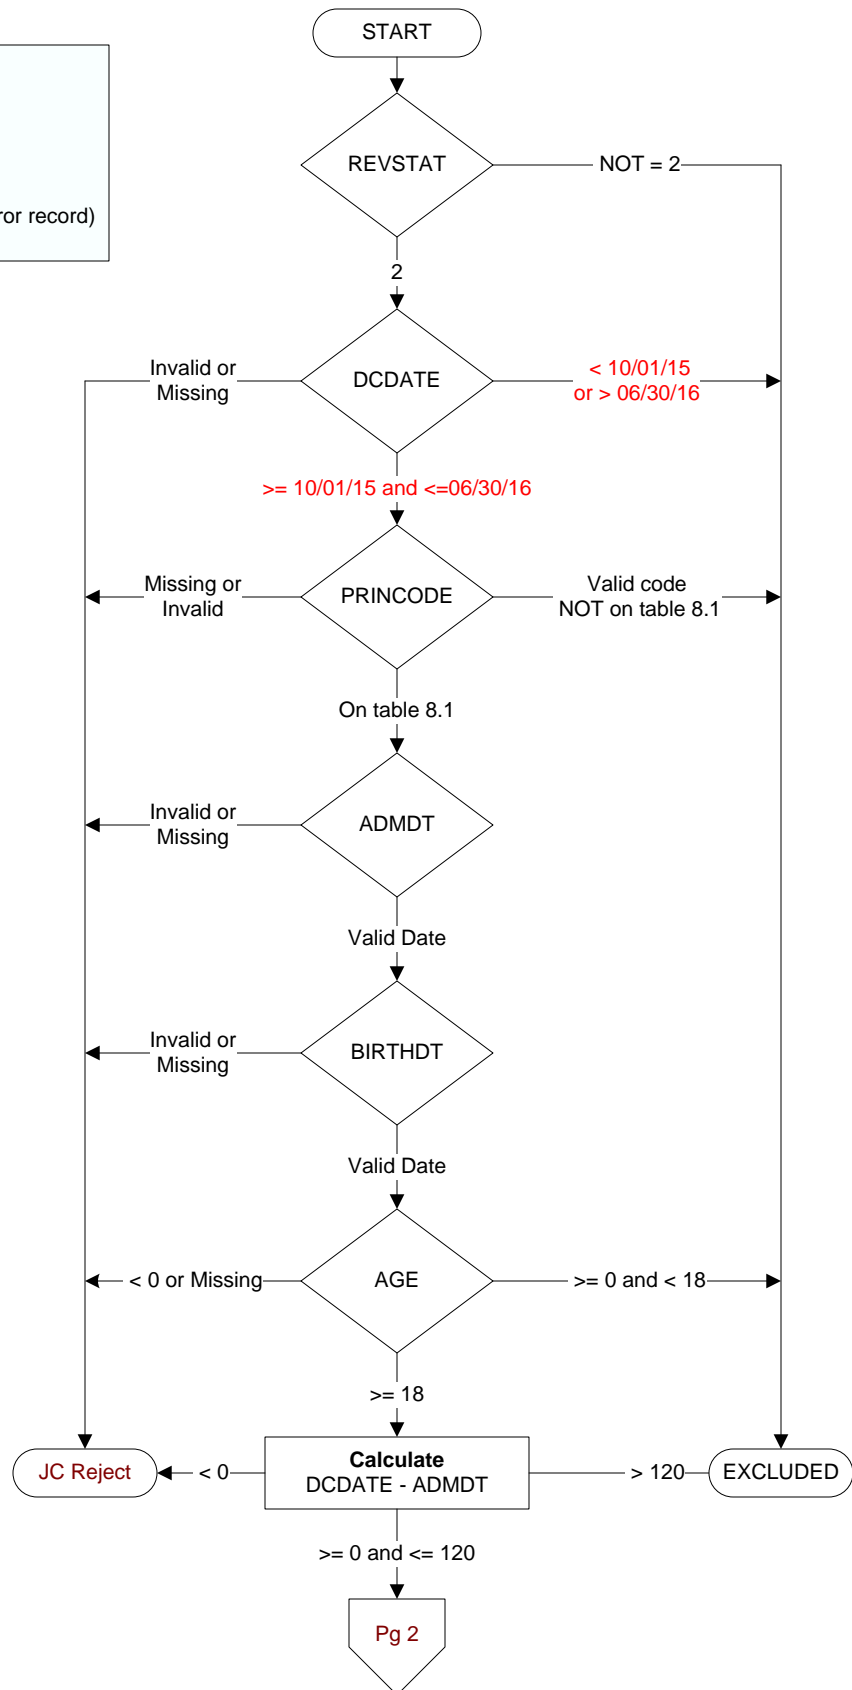 START
REVSTAT
NOT = 2
ror record)
2
Invalid or
Missing
DCDATE
< 10/01/15
or > 06/30/16
>= 10/01/15 and <=06/30/16
Missing or
Invalid
PRINCODE
Valid code
NOT on table 8.1
On table 8.1
Invalid or
Missing
ADMDT
Valid Date
Invalid or
Missing
BIRTHDT
Valid Date
< 0 or Missing
AGE
>= 0 and < 18
>= 18
JC Reject
< 0
Calculate
DCDATE - ADMDT
> 120
EXCLUDED
>= 0 and <= 120
Pg 2